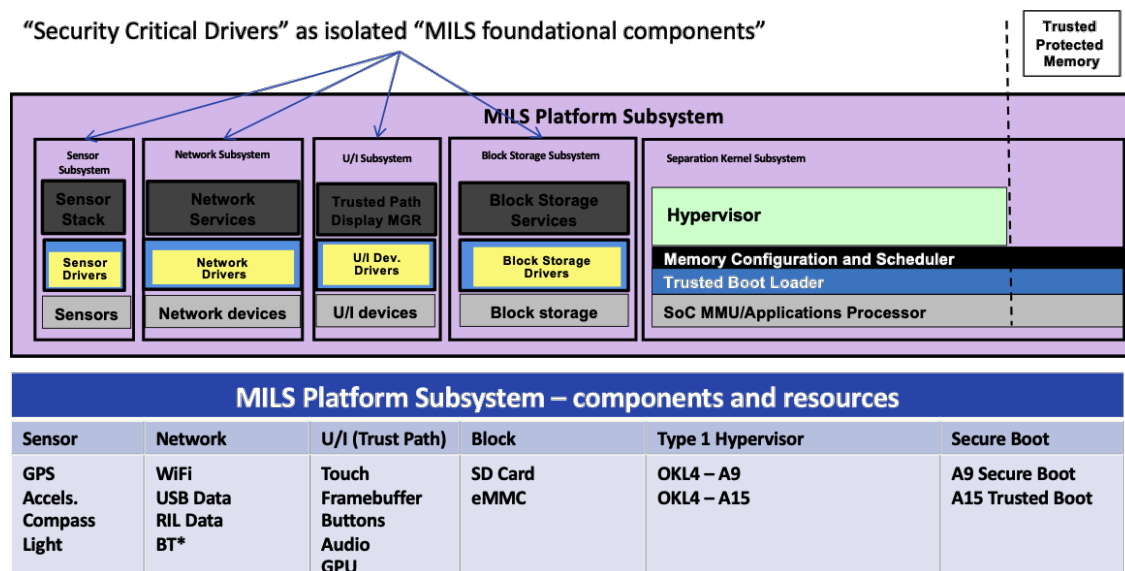 “Security Critical Drivers” as isolated “MILS foundational components”
Trusted
Protected
Memory
MILS Platform Subsystem
Sensor
Subsystem
Sensor
Stack
Sensor
Drivers
Sensors
Network Subsystem
Network
Services
Network
Drivers
Network devices
U/I Subsystem
Trusted Path
Display MGR
U/I Dev.
Drivers
U/I devices
Block Storage Subsystem
Block Storage
Services
Block Storage
Drivers
Block storage
Separation Kernel Subsystem
Hypervisor
Memory Configuration and Scheduler
Trusted Boot Loader
SoC MMU/Applications Processor
MILS Platform Subsystem – components and resources
Sensor
Network
U/I (Trust Path)
Block
Type 1 Hypervisor
Secure Boot
GPS
Accels.
Compass
Light
WiFi
USB Data
RIL Data
BT*
Touch
Framebuffer
Buttons
Audio
GPU
SD Card
eMMC
OKL4 – A9
OKL4 – A15
A9 Secure Boot
A15 Trusted Boot